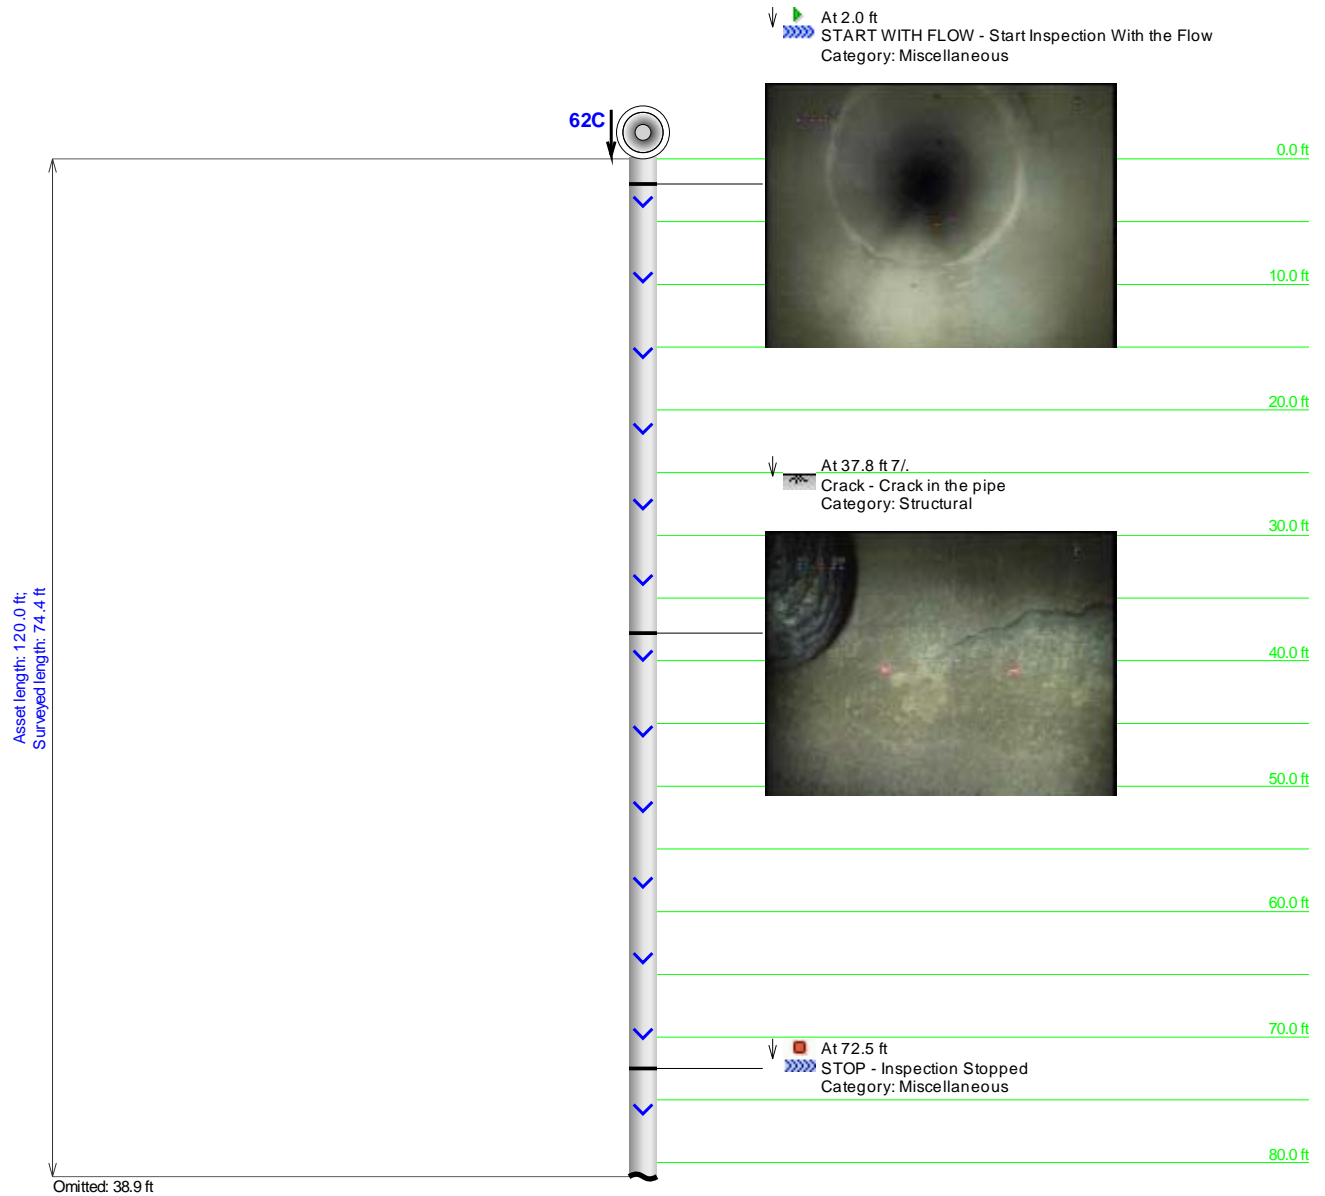 At 2.0 ft
START WITH FLOW - Start Inspection With the Flow
Category: Miscellaneous
62C
0.0 ft
10.0 ft
20.0 ft
At 37.8 ft 7/.
Crack - Crack in the pipe
Category: Structural
30.0 ft
Asset length: 120.0 ft;
Surveyed length: 74.4 ft
40.0 ft
50.0 ft
60.0 ft
70.0 ft
At 72.5 ft
STOP - Inspection Stopped
Category: Miscellaneous
80.0 ft
Omitted: 38.9 ft